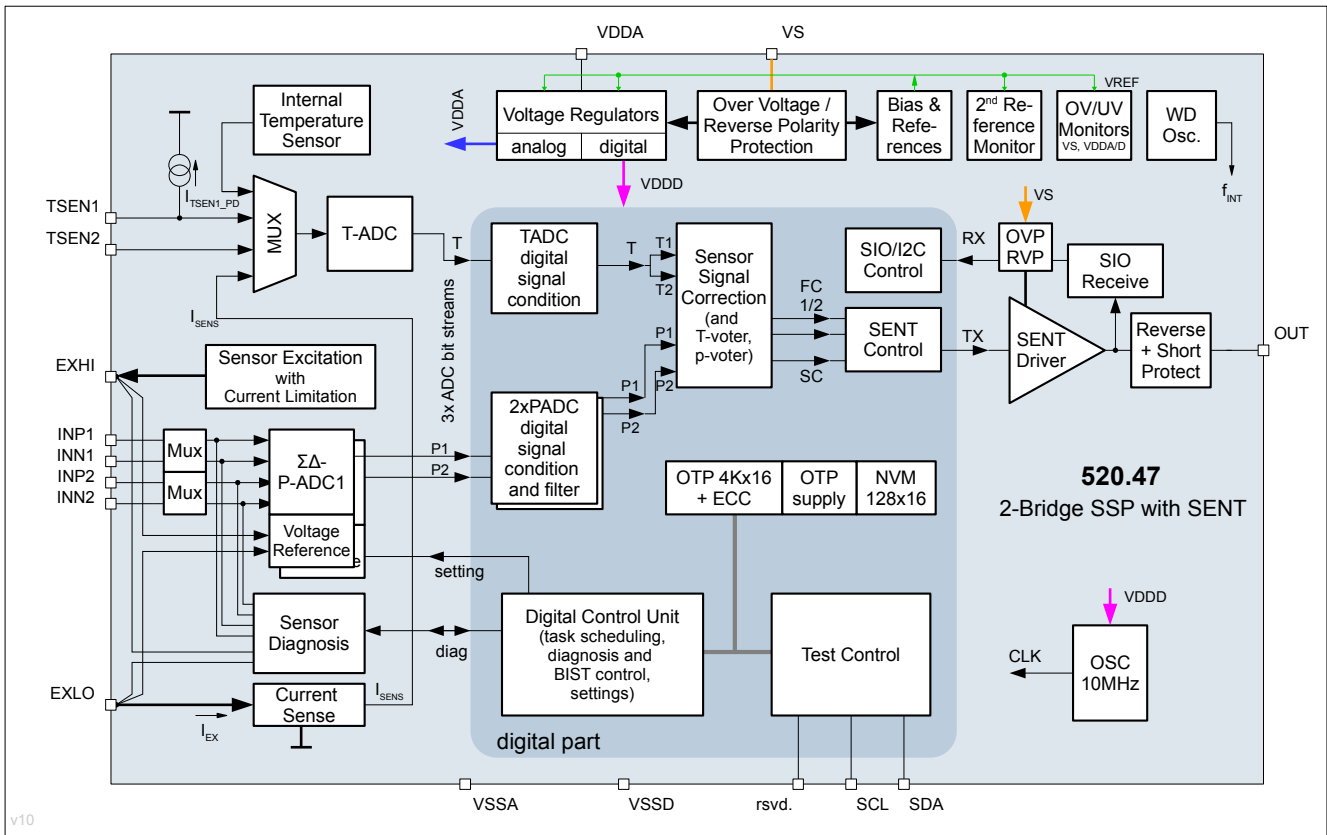 VDDA
VS
Internal
Temperature
Sensor
VDDA
Voltage Regulators
analog
digital
Over Voltage /
Reverse Polarity
Protection
Bias &
Refe-
rences
2nd Re-
ference
Monitor
VREF
OV/UV
Monitors
VS, VDDA/D
WD
Osc.
fINT
ITSEN1_PD
VDDD
TSEN1
TSEN2
MUX
T-ADC
T
TADC
digital
signal
condition
T
T1
T2
Sensor
Signal
Correction
(and
T-voter,
p-voter)
SIO/I2C
Control
RX
VS
OVP
RVP
SIO
Receive
ISENS
3x ADC bit streams
FC
1/2
SC
SENT
Control
TX
SENT
Driver
Reverse
+ Short
Protect
OUT
P1
P2
EXHI
Sensor Excitation
with
Current Limitation
INP1
INN1
INP2
INN2
Mux
Mux
ΣΔ-
P-ADC1
Voltage
Reference
e
P1
P2
2xPADC
digital
signal
condition
and filter
P1
P2
OTP 4Kx16
+ ECC
OTP
supply
NVM
128x16
520.47
2-Bridge SSP with SENT
setting
Sensor
Diagnosis
diag
Digital Control Unit
(task scheduling,
diagnosis and
BIST control,
settings)
Test Control
VDDD
CLK
OSC
10MHz
EXLO
IEX
Current
Sense
ISENS
digital part
VSSA
VSSD
rsvd.
SCL
SDA
v10